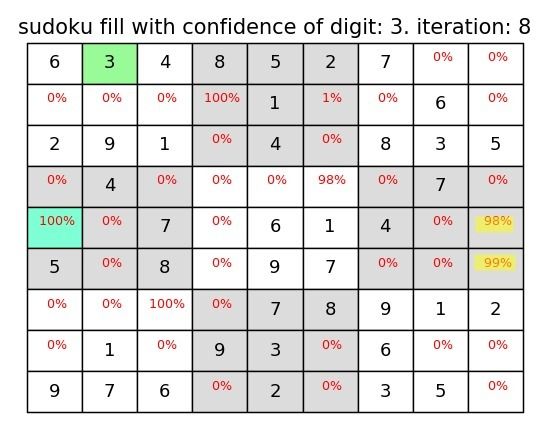 sudoku fill with confidence of digit: 3. iteration: 8
6 3 4 8 5 2 7 0% 0%
0% 0% 0% 100% 1 1% 0% 6 0%
2 9 1 0% 4 0% 8 3 5
0% 4 0% 0% 0% 98% 0% 7 0%
100% 0% 7 0% 6 1 4 0% 98%
5 0% 8 0% 9 7 0% 0% 99%
0% 0% 100% 0% 7 8 9 1 2
0% 1 0% 9 3 0% 6 0% 0%
9 7 6 0% 2 0% 3 5 0%